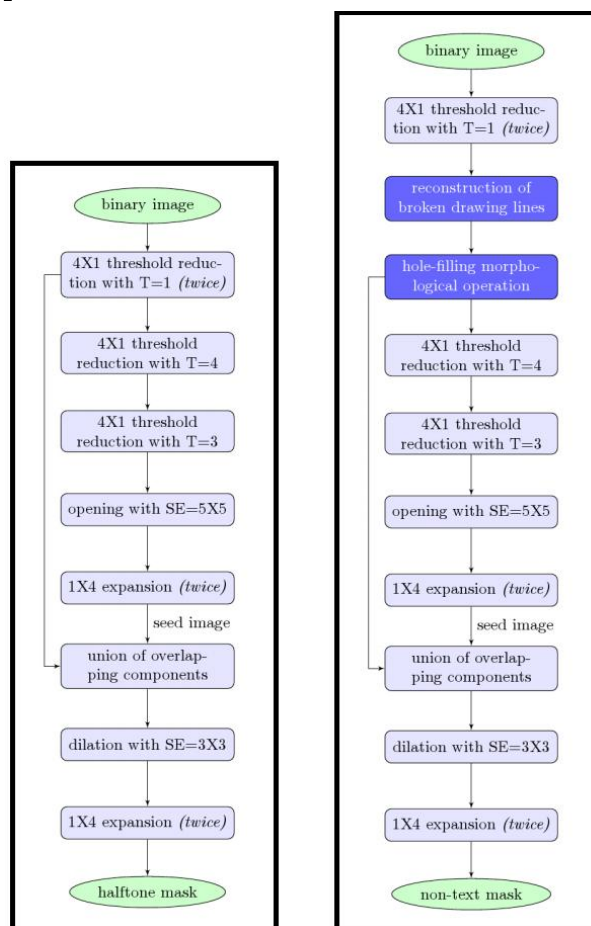 binary image
4X1 threshold reduc-
tion with T=1 (twice)
4X1 threshold
reduction with T=4
4X1 threshold
reduction with T=3
opening with SE=5X5
1X4 expansion (twice)
seed image
union of overlap-
ping components
dilation with SE=3X3
1X4 expansion (twice)
halftone mask
binary image
4X1 threshold reduc-
tion with T=1 (twice)
reconstruction of
broken drawing lines
hole-filling morpho-
logical operation
4X1 threshold
reduction with T=4
4X1 threshold
reduction with T=3
opening with SE=5X5
1X4 expansion (twice)
seed image
union of overlap-
ping components
dilation with SE=3X3
1X4 expansion (twice)
non-text mask